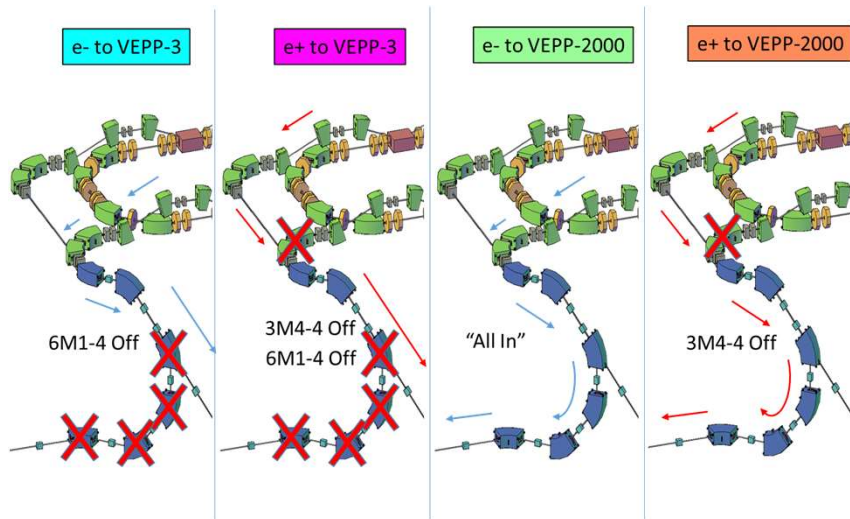 e- to VEPP-3
e+ to VEPP-3
e- to VEPP-2000
e+ to VEPP-2000
6M1-4 Off
3M4-4 Off
6M1-4 Off
“All In”
3M4-4 Off